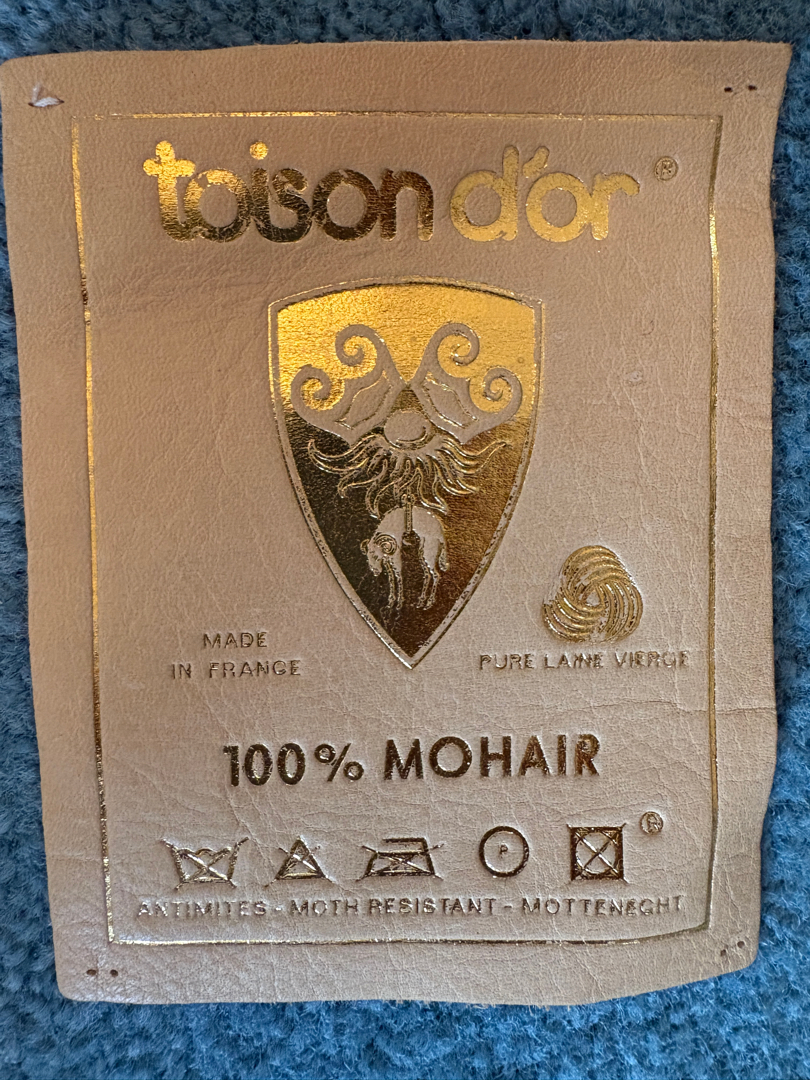 toison d'or ®
MADE
IN FRANCE
PURE LAINE VIERGE
100% MOHAIR
P
®
ANTIMITES - MOTH RESISTANT - MOTTENECHT